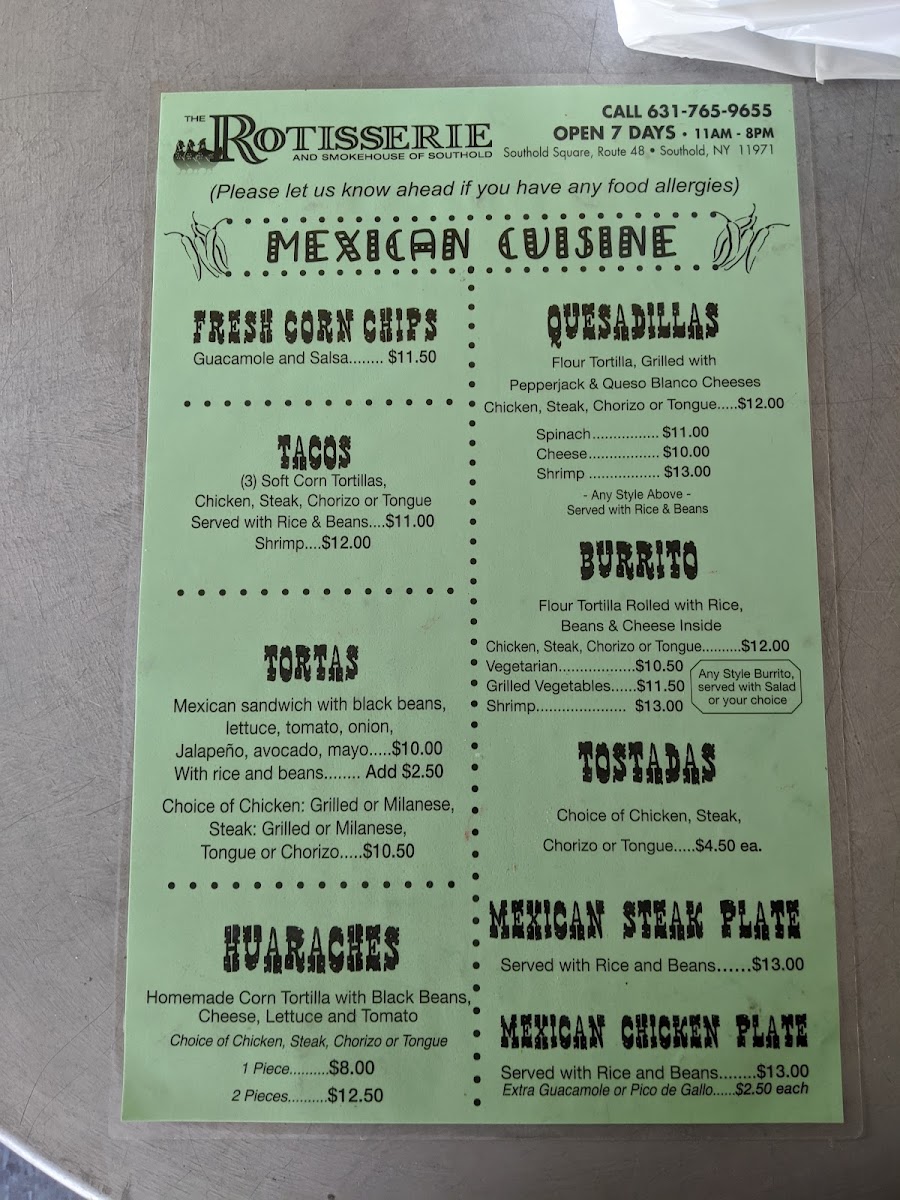 THE ROTISSERIE
AND SMOKEHOUSE OF SOUTHOLD
CALL 631-765-9655
OPEN 7 DAYS • 11AM - 8PM
Southold Square, Route 48 • Southold, NY 11971
(Please let us know ahead if you have any food allergies)
MEXICAN CUISINE
FRESH CORN CHIPS
Guacamole and Salsa........ $11.50
TACOS
(3) Soft Corn Tortillas,
Chicken, Steak, Chorizo or Tongue
Served with Rice & Beans....$11.00
Shrimp....$12.00
TORTAS
Mexican sandwich with black beans,
lettuce, tomato, onion,
Jalapeño, avocado, mayo.....$10.00
With rice and beans........ Add $2.50
Choice of Chicken: Grilled or Milanese,
Steak: Grilled or Milanese,
Tongue or Chorizo.....$10.50
HUARACHES
Homemade Corn Tortilla with Black Beans,
Cheese, Lettuce and Tomato
Choice of Chicken, Steak, Chorizo or Tongue
1 Piece..........$8.00
2 Pieces..........$12.50
QUESADILLAS
Flour Tortilla, Grilled with
Pepperjack & Queso Blanco Cheeses
Chicken, Steak, Chorizo or Tongue.....$12.00
Spinach................ $11.00
Cheese................. $10.00
Shrimp ................. $13.00
- Any Style Above -
Served with Rice & Beans
BURRITO
Flour Tortilla Rolled with Rice,
Beans & Cheese Inside
Chicken, Steak, Chorizo or Tongue.........$12.00
Vegetarian..................$10.50
Grilled Vegetables......$11.50
Shrimp...................... $13.00
Any Style Burrito,
served with Salad
or your choice
TOSTADAS
Choice of Chicken, Steak,
Chorizo or Tongue.....$4.50 ea.
MEXICAN STEAK PLATE
Served with Rice and Beans......$13.00
MEXICAN CHICKEN PLATE
Served with Rice and Beans........$13.00
Extra Guacamole or Pico de Gallo......$2.50 each